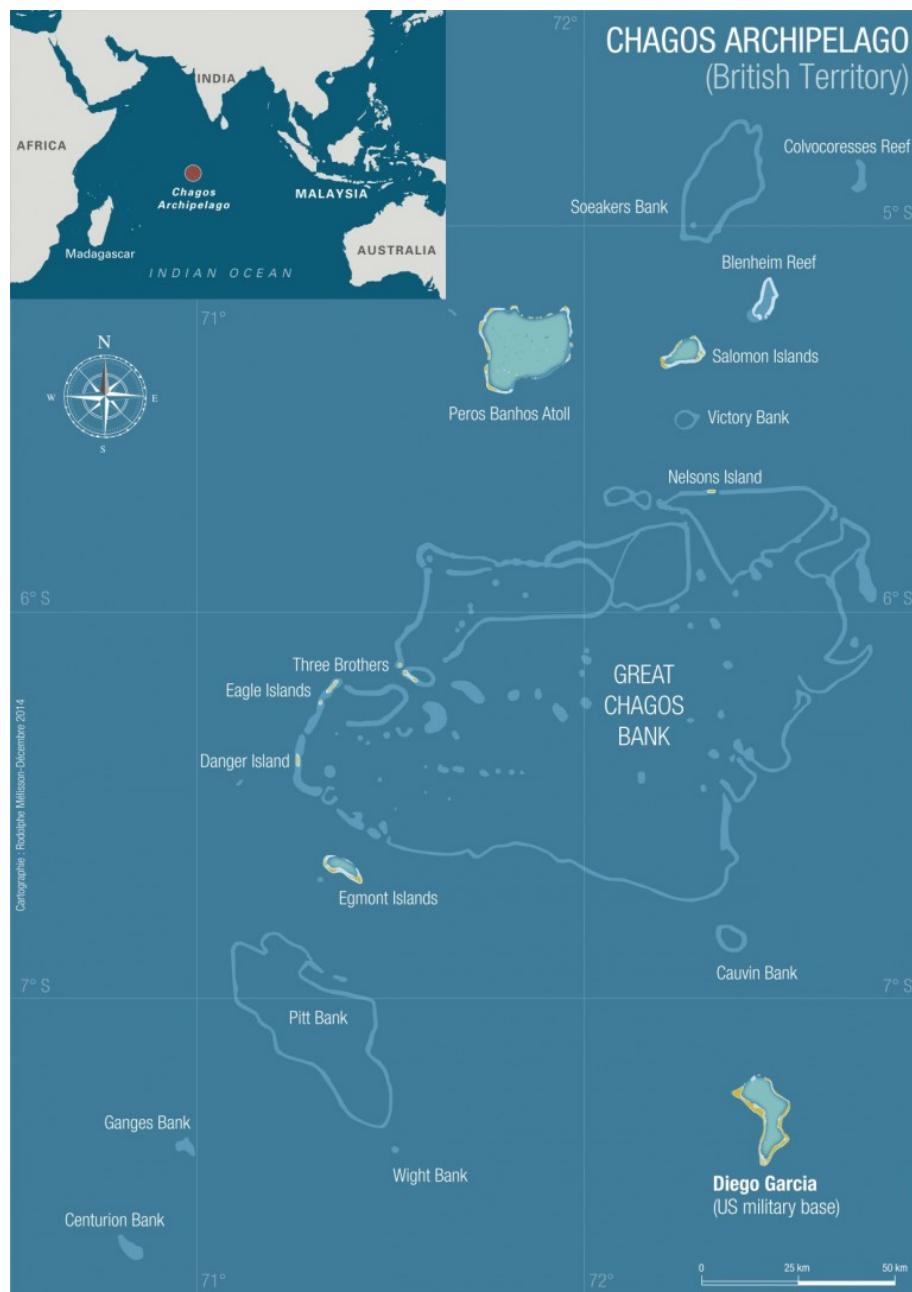 CHAGOS ARCHIPELAGO
(British Territory)
72°
INDIA
AFRICA
Chagos
Archipelago
MALAYSIA
Madagascar
AUSTRALIA
INDIAN OCEAN
Colvocoresses Reef
Soeakers Bank
5° S
Blenheim Reef
71°
N
W
E
S
Salomon Islands
Peros Banhos Atoll
Victory Bank
Nelsons Island
6° S
6° S
Three Brothers
Eagle Islands
GREAT
CHAGOS
BANK
Danger Island
Cartographie : Rodolphe Mélisson-Décembre 2014
Egmont Islands
Cauvin Bank
7° S
7° S
Pitt Bank
Ganges Bank
Wight Bank
Diego Garcia
(US military base)
Centurion Bank
0 25 km 50 km
71°
72°